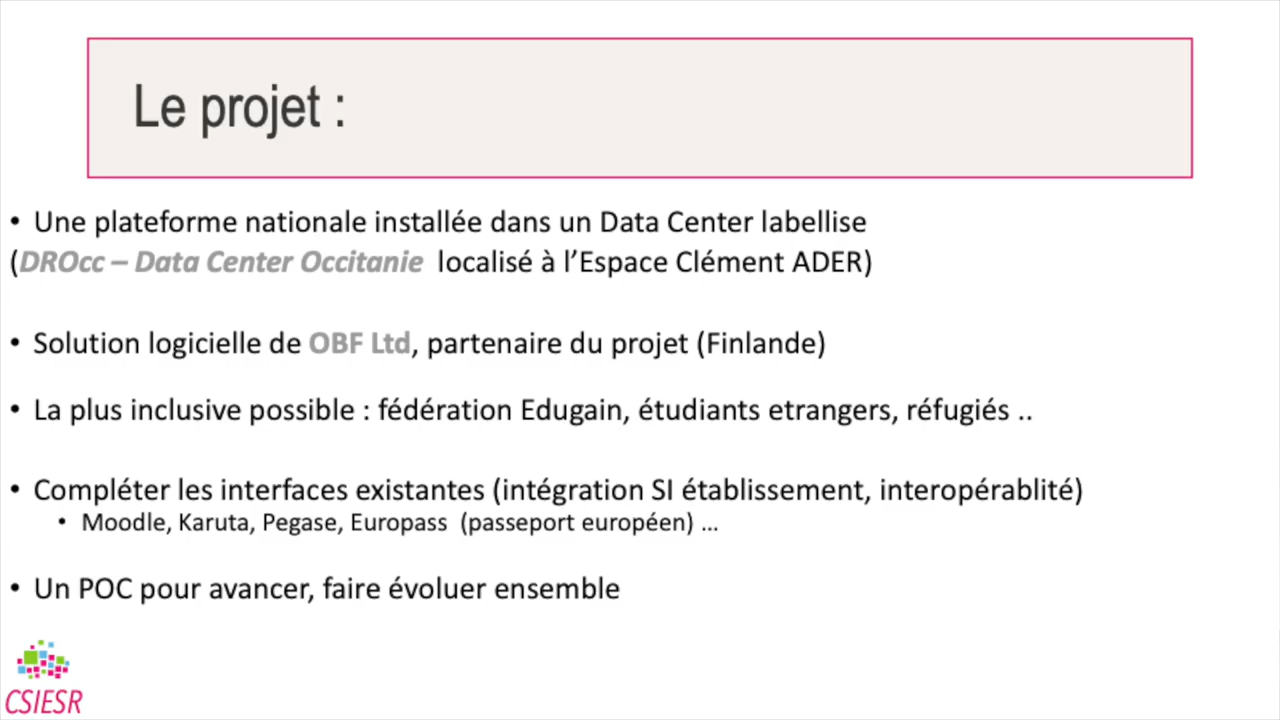 Le projet :
• Une plateforme nationale installée dans un Data Center labellise
(DROcc – Data Center Occitanie localisé à l’Espace Clément ADER)
• Solution logicielle de OBF Ltd, partenaire du projet (Finlande)
• La plus inclusive possible : fédération Edugain, étudiants etrangers, réfugiés ..
• Compléter les interfaces existantes (intégration SI établissement, interopérablité)
• Moodle, Karuta, Pegase, Europass (passeport européen) …
• Un POC pour avancer, faire évoluer ensemble
CSIESR